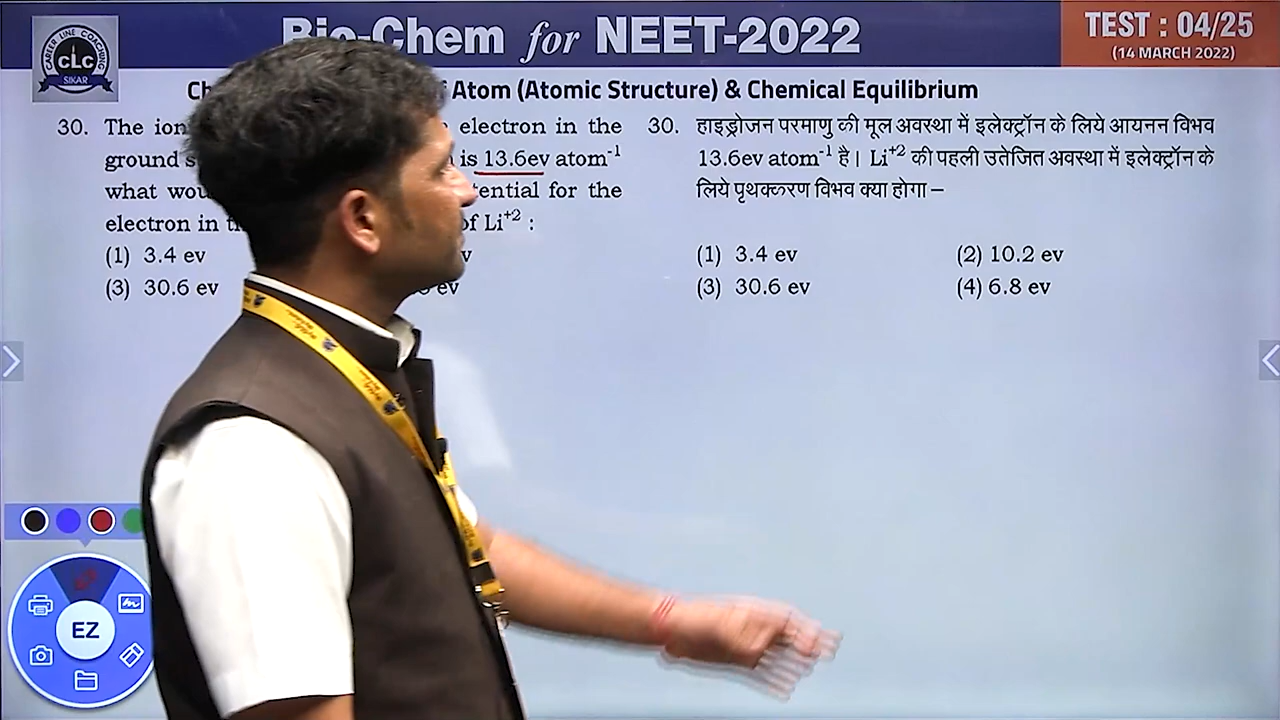 Bio-Chem for NEET-2022
TEST : 04/25
(14 MARCH 2022)
CAREER LINE COACHING
CLC
SIKAR
Atom (Atomic Structure) & Chemical Equilibrium
30. The ion electron in the
ground is 13.6ev atom⁻¹
what for the
electron in of Li⁺² :
(1) 3.4 ev
(3) 30.6 ev ev
30. हाइड्रोजन परमाणु की मूल अवस्था में इलेक्ट्रॉन के लिये आयनन विभव
13.6ev atom⁻¹ है। Li⁺² की पहली उतेजित अवस्था में इलेक्ट्रॉन के
लिये पृथक्करण विभव क्या होगा –
(1) 3.4 ev (2) 10.2 ev
(3) 30.6 ev (4) 6.8 ev
EZ